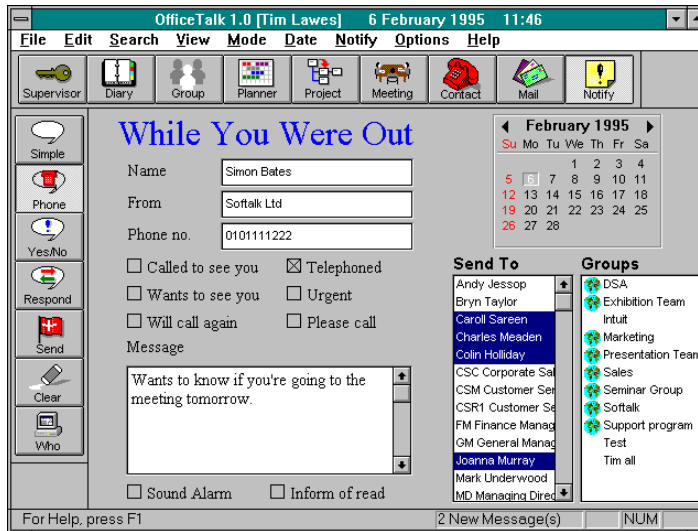 OfficeTalk 1.0 [Tim Lawes] 6 February 1995 11:46
File Edit Search View Mode Date Notify Options Help
Supervisor Diary Group Planner Project Meeting Contact Mail Notify
Simple
Phone
Yes/No
Respond
Send
Clear
Who
While You Were Out
Name Simon Bates
From Softalk Ltd
Phone no. 0101111222
Called to see you Telephoned
Wants to see you Urgent
Will call again Please call
Message
Wants to know if you're going to the
meeting tomorrow.
Sound Alarm Inform of read
February 1995
Su Mo Tu We Th Fr Sa
1 2 3 4
5 6 7 8 9 10 11
12 13 14 15 16 17 18
19 20 21 22 23 24 25
26 27 28
Send To
Andy Jessop
Bryn Taylor
Caroll Sareen
Charles Meaden
Colin Holliday
CSC Corporate Sal
CSM Customer Ser
CSR1 Customer Se
FM Finance Manag
GM General Manag
Joanna Murray
Mark Underwood
MD Managing Direc
Groups
DSA
Exhibition Team
Intuit
Marketing
Presentation Team
Sales
Seminar Group
Softalk
Support program
Test
Tim all
For Help, press F1 2 New Message(s) NUM